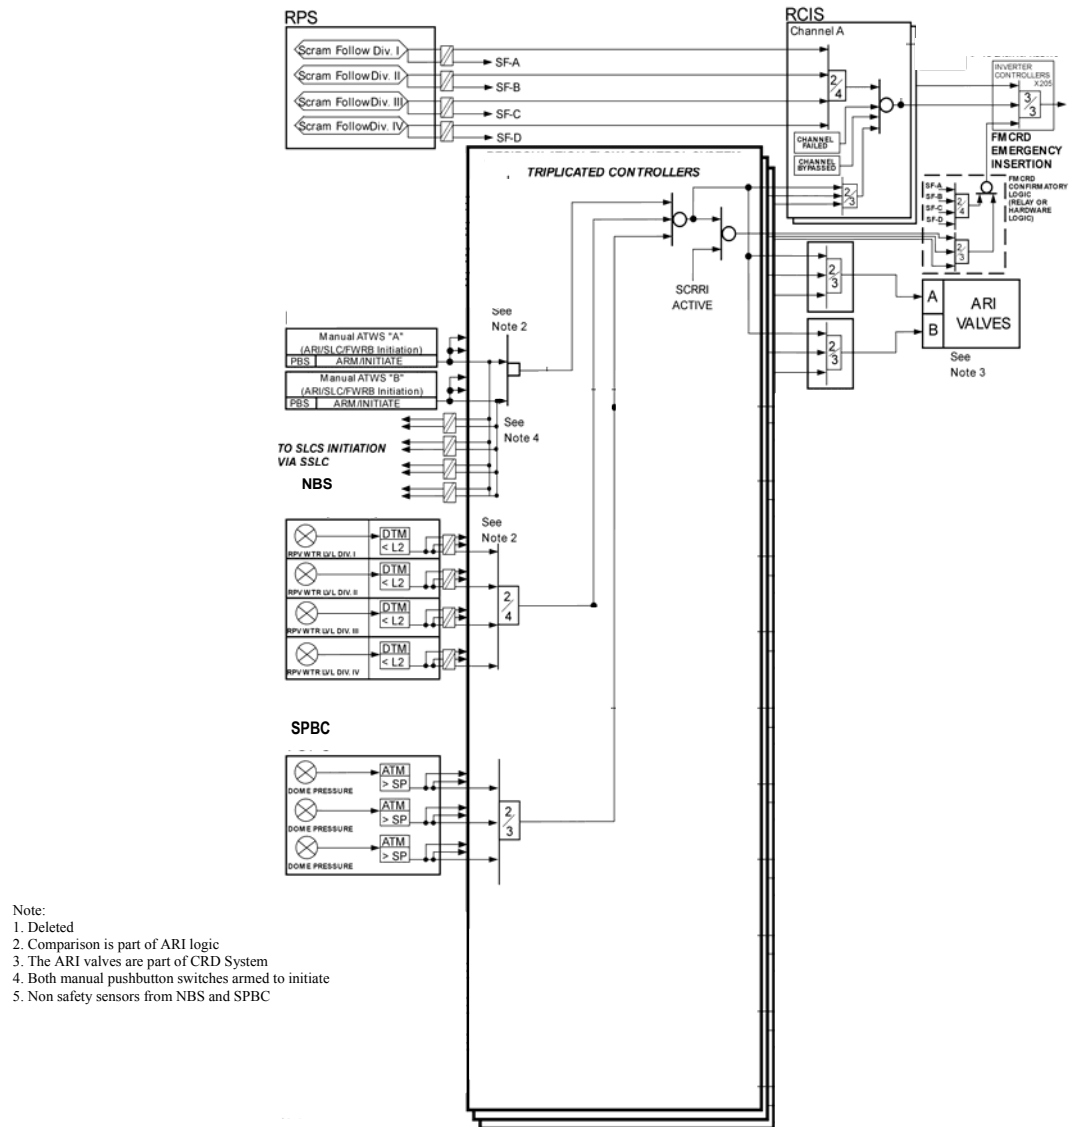 RPS
Scram Follow Div. I
SF-A
Scram Follow Div. II
SF-B
Scram Follow Div. III
SF-C
Scram Follow Div. IV
SF-D
RCIS
Channel A
2/4
CHANNEL
FAILED
CHANNEL
BYPASSED
2/3
INVERTER
CONTROLLERS
X205
3/3
FMCRD
EMERGENCY
INSERTION
FMCRD
CONFIRMATORY
LOGIC
(RELAY OR
HARDWARE
LOGIC)
SF-A
SF-B
SF-C
SF-D
2/4
2/3
TRIPLICATED CONTROLLERS
SCRRI
ACTIVE
2/3
2/3
A
B
ARI
VALVES
See
Note 3
See
Note 2
Manual ATWS "A"
(ARI/SLC/FWRB Initiation)
PBS ARM/INITIATE
Manual ATWS "B"
(ARI/SLC/FWRB Initiation)
PBS ARM/INITIATE
See
Note 4
TO SLCS INITIATION
VIA SSLC
NBS
See
Note 2
DTM
< L2
RPV WTR LVL DIV. I
DTM
< L2
RPV WTR LVL DIV. II
DTM
< L2
RPV WTR LVL DIV. III
DTM
< L2
RPV WTR LVL DIV. IV
2/4
SPBC
ATM
> SP
DOME PRESSURE
ATM
> SP
DOME PRESSURE
ATM
> SP
DOME PRESSURE
2/3
Note:
1. Deleted
2. Comparison is part of ARI logic
3. The ARI valves are part of CRD System
4. Both manual pushbutton switches armed to initiate
5. Non safety sensors from NBS and SPBC